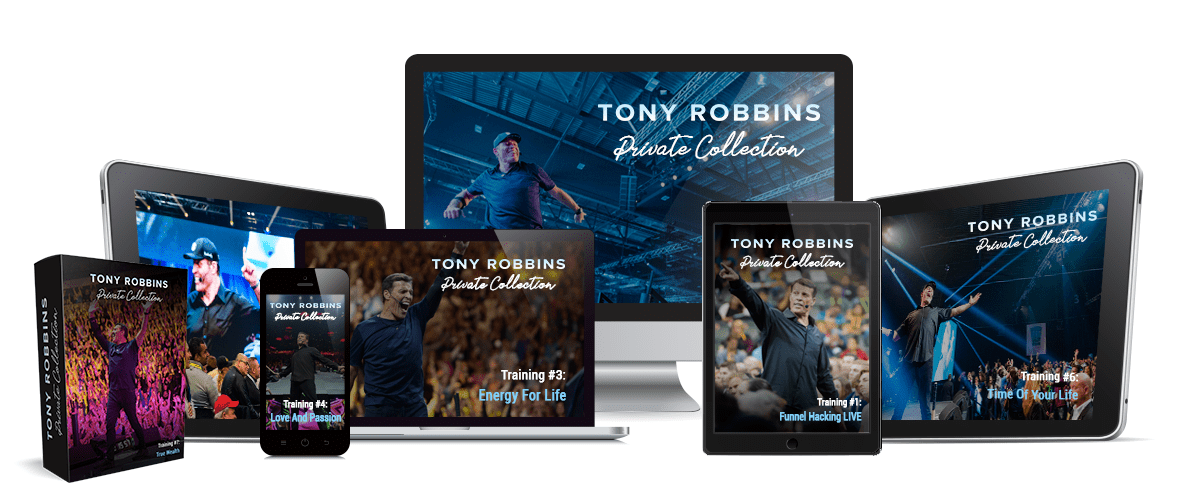 TONY ROBBINS
Private Collection
TONY ROBBINS
Private Collection
Training #7:
True Wealth
TONY ROBBINS
Private Collection
Training #4:
Love And Passion
TONY ROBBINS
Private Collection
Training #3:
Energy For Life
TONY ROBBINS
Private Collection
TONY ROBBINS
Private Collection
Training #1:
Funnel Hacking LIVE
TONY ROBBINS
Private Collection
Training #6:
Time Of Your Life